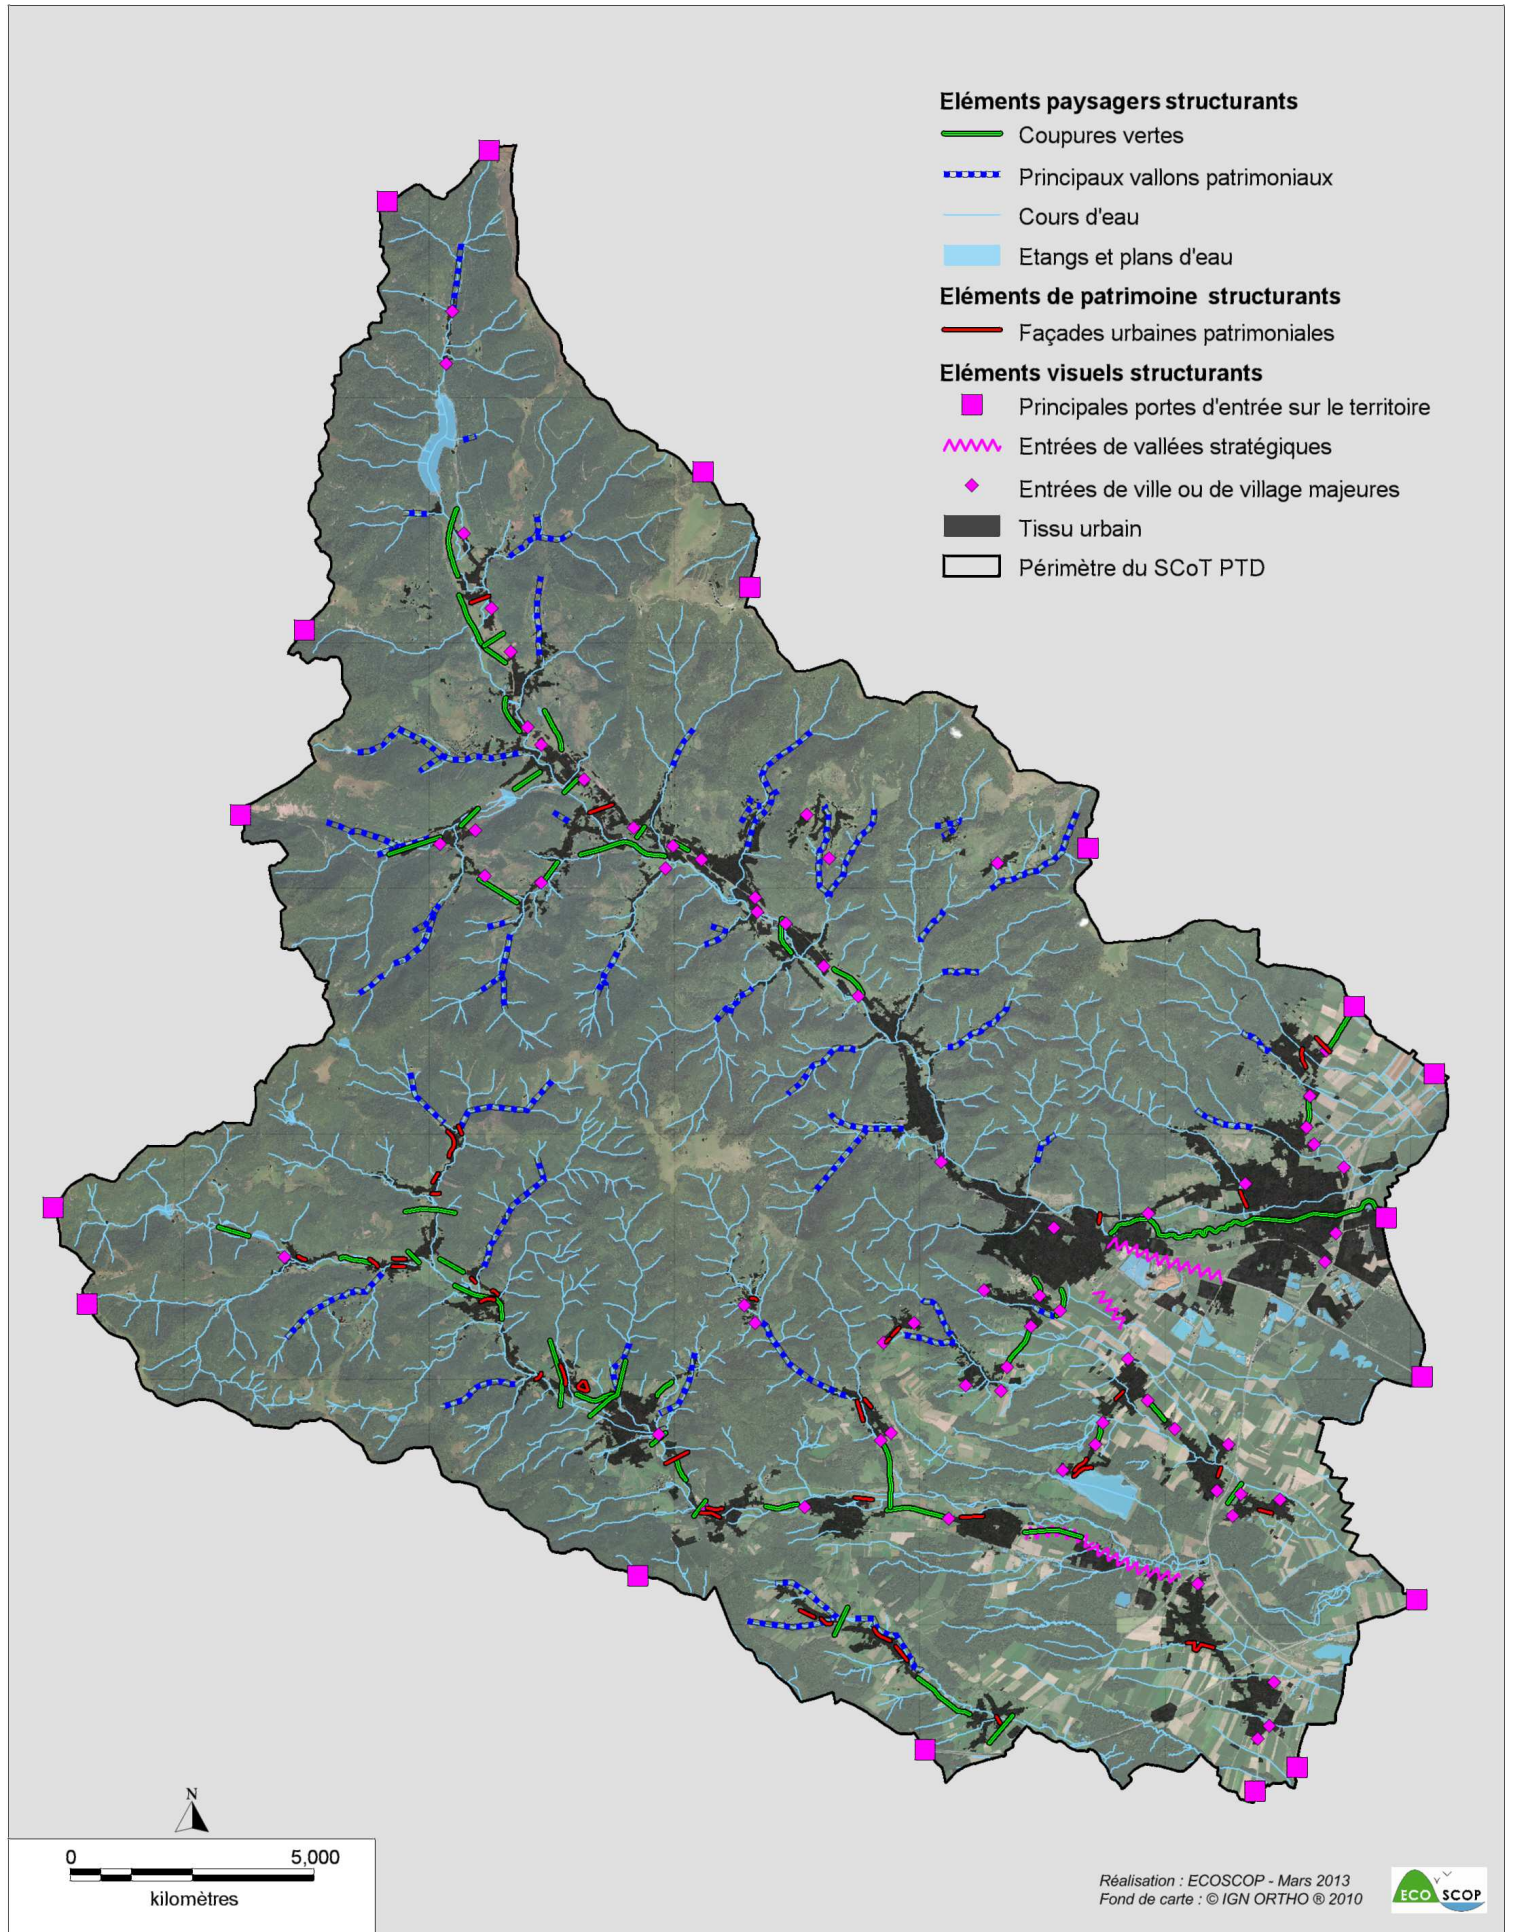 Eléments paysagers structurants
Coupures vertes
Principaux vallons patrimoniaux
Cours d'eau
Etangs et plans d'eau
Eléments de patrimoine structurants
Façades urbaines patrimoniales
Eléments visuels structurants
Principales portes d'entrée sur le territoire
Entrées de vallées stratégiques
Entrées de ville ou de village majeures
Tissu urbain
Périmètre du SCoT PTD
N
0 5,000
kilomètres
Réalisation : ECOSCOP - Mars 2013
Fond de carte : © IGN ORTHO ® 2010
ECO SCOP